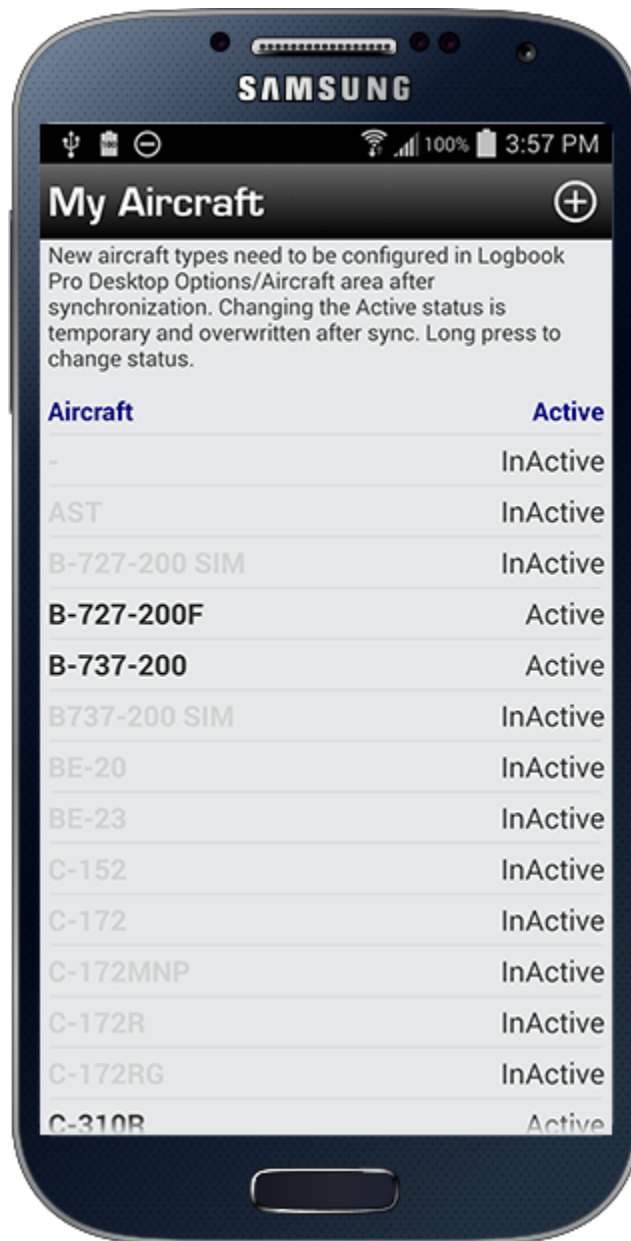 SAMSUNG
100% 3:57 PM
My Aircraft
New aircraft types need to be configured in Logbook
Pro Desktop Options/Aircraft area after
synchronization. Changing the Active status is
temporary and overwritten after sync. Long press to
change status.
Aircraft Active
- InActive
AST InActive
B-727-200 SIM InActive
B-727-200F Active
B-737-200 Active
B737-200 SIM InActive
BE-20 InActive
BE-23 InActive
C-152 InActive
C-172 InActive
C-172MNP InActive
C-172R InActive
C-172RG InActive
C-310R Active